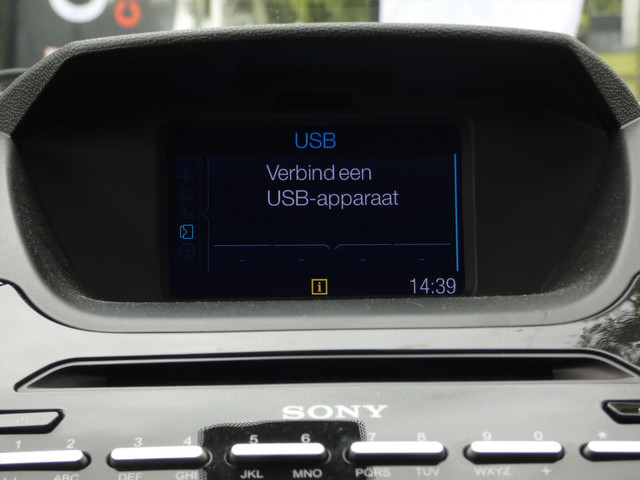 USB
Verbind een
USB-apparaat
- - - -
i 14:39
SONY
1 2 3 4 5 6 7 8 9 0 *
ABC DEF GHI JKL MNO PQRS TUV WXYZ +